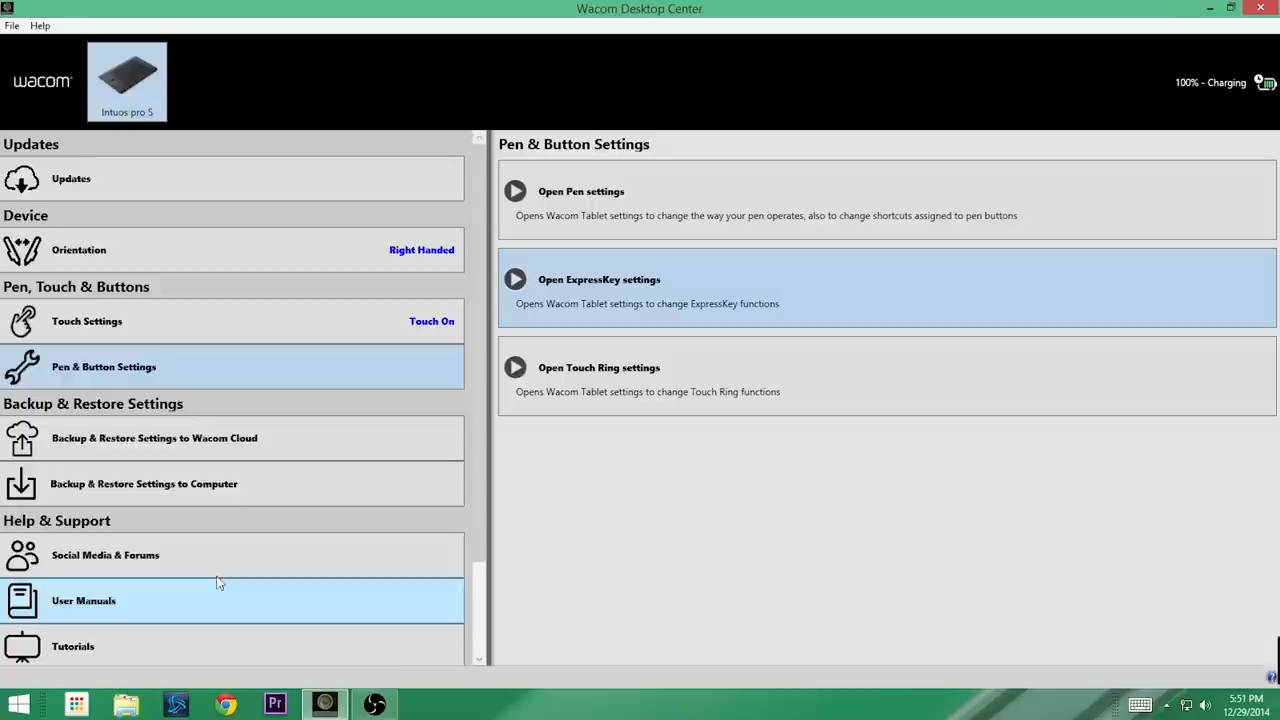 Wacom Desktop Center
File Help
wacom
Intuos pro S
100% - Charging
Updates
Updates
Device
Orientation Right Handed
Pen, Touch & Buttons
Touch Settings Touch On
Pen & Button Settings
Backup & Restore Settings
Backup & Restore Settings to Wacom Cloud
Backup & Restore Settings to Computer
Help & Support
Social Media & Forums
User Manuals
Tutorials
Pen & Button Settings
Open Pen settings
Opens Wacom Tablet settings to change the way your pen operates, also to change shortcuts assigned to pen buttons
Open ExpressKey settings
Opens Wacom Tablet settings to change ExpressKey functions
Open Touch Ring settings
Opens Wacom Tablet settings to change Touch Ring functions
Pr
5:51 PM
12/29/2014